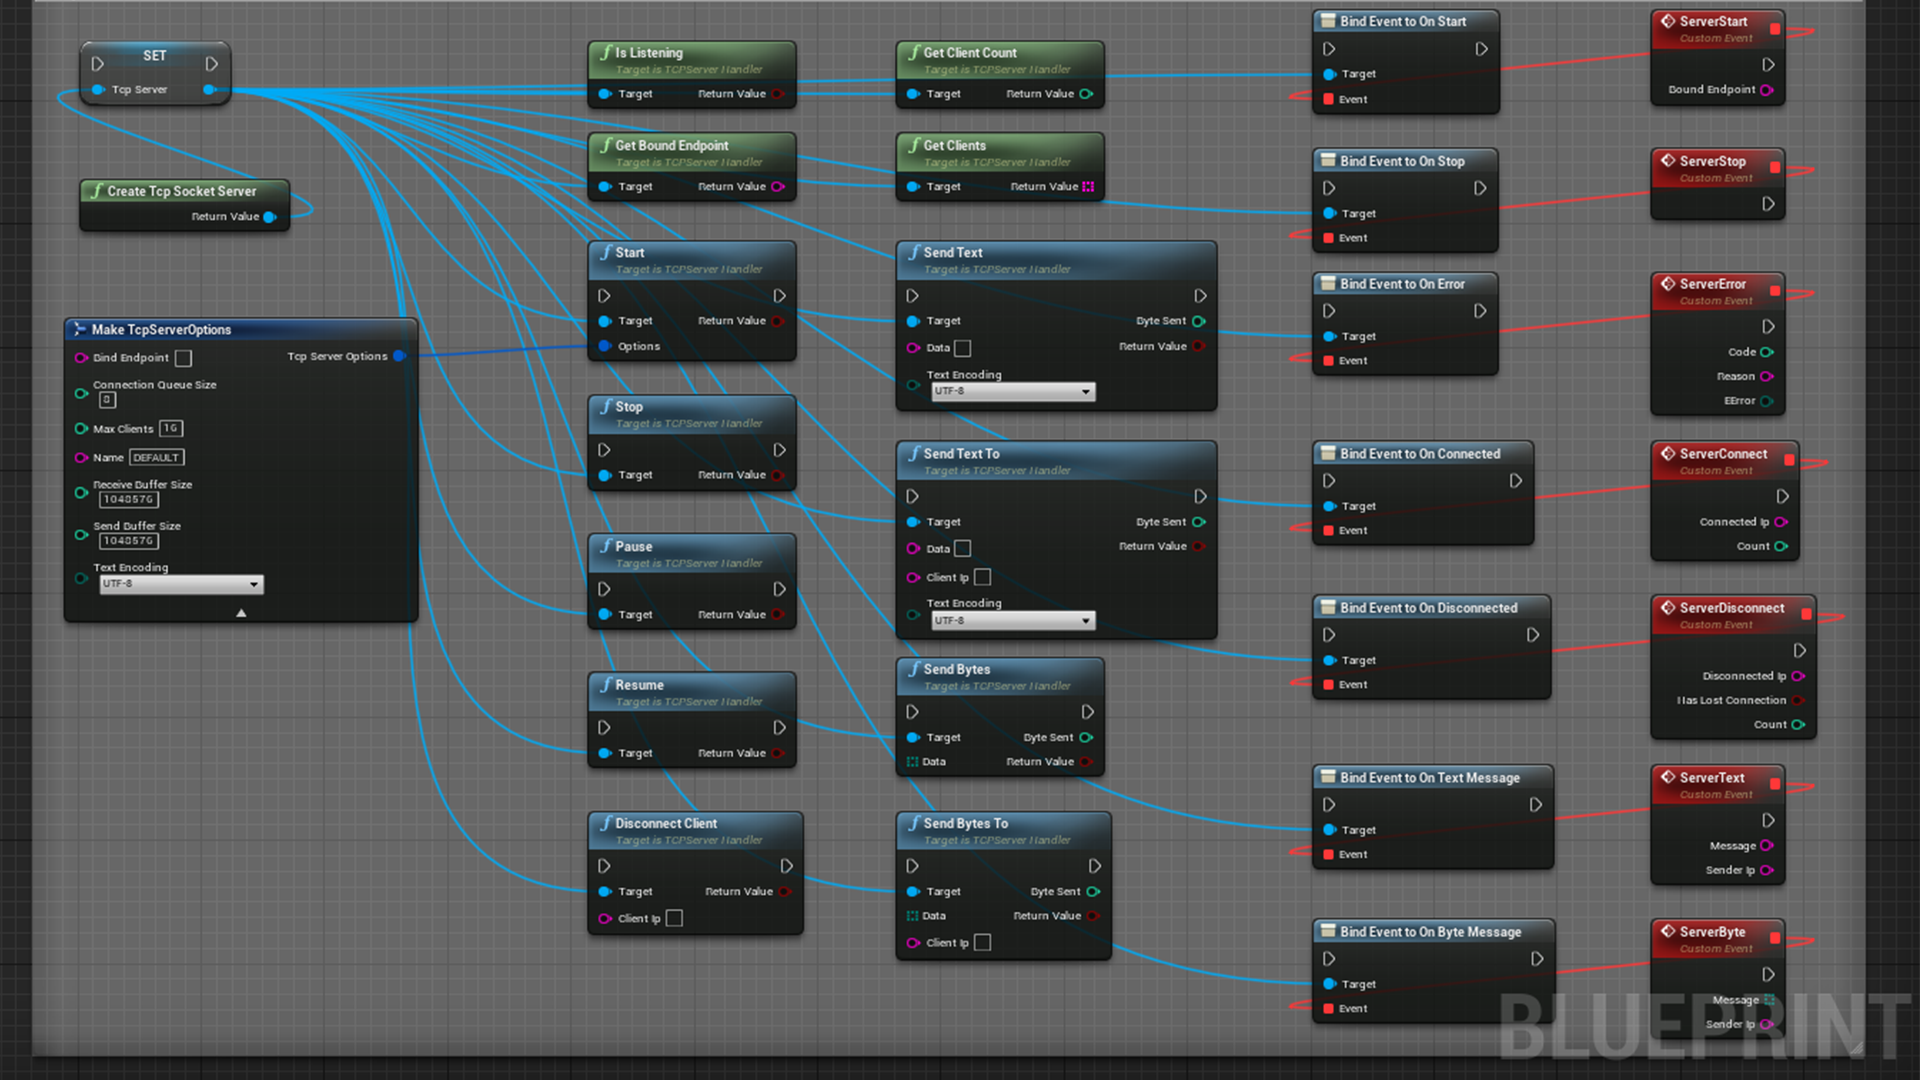 SET
Tcp Server
Create Tcp Socket Server
Return Value
Make TcpServerOptions
Bind Endpoint
Tcp Server Options
Connection Queue Size
8
Max Clients 16
Name DEFAULT
Receive Buffer Size
1048576
Send Buffer Size
1048576
Text Encoding
UTF-8
Is Listening
Target is TCPServer Handler
Target Return Value
Get Bound Endpoint
Target is TCPServer Handler
Target Return Value
Start
Target is TCPServer Handler
Target Return Value
Options
Stop
Target is TCPServer Handler
Target Return Value
Pause
Target is TCPServer Handler
Target Return Value
Resume
Target is TCPServer Handler
Target Return Value
Disconnect Client
Target is TCPServer Handler
Target Return Value
Client Ip
Get Client Count
Target is TCPServer Handler
Target Return Value
Get Clients
Target is TCPServer Handler
Target Return Value
Send Text
Target is TCPServer Handler
Target Byte Sent
Data Return Value
Text Encoding
UTF-8
Send Text To
Target is TCPServer Handler
Target Byte Sent
Data Return Value
Client Ip
Text Encoding
UTF-8
Send Bytes
Target is TCPServer Handler
Target Byte Sent
Data Return Value
Send Bytes To
Target is TCPServer Handler
Target Byte Sent
Data Return Value
Client Ip
Bind Event to On Start
Target
Event
Bind Event to On Stop
Target
Event
Bind Event to On Error
Target
Event
Bind Event to On Connected
Target
Event
Bind Event to On Disconnected
Target
Event
Bind Event to On Text Message
Target
Event
Bind Event to On Byte Message
Target
Event
ServerStart
Custom Event
Bound Endpoint
ServerStop
Custom Event
ServerError
Custom Event
Code
Reason
EError
ServerConnect
Custom Event
Connected Ip
Count
ServerDisconnect
Custom Event
Disconnected Ip
Has Lost Connection
Count
ServerText
Custom Event
Message
Sender Ip
ServerByte
Custom Event
Message
Sender Ip
BLUEPRINT